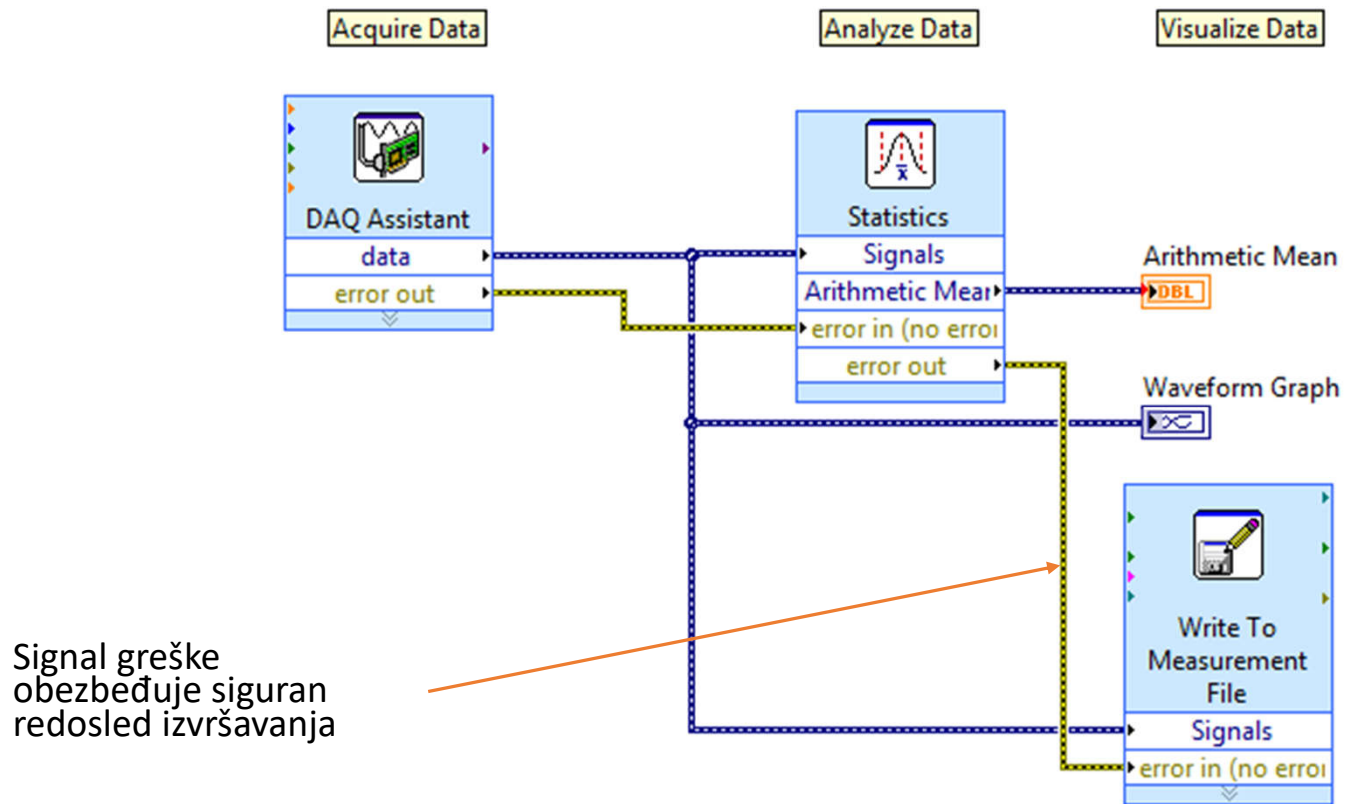 Acquire Data
Analyze Data
Visualize Data
DAQ Assistant
data
error out
x
Statistics
Signals
Arithmetic Mear
error in (no erroi
error out
Arithmetic Mean
DBL
Waveform Graph
Write To
Measurement
File
Signals
error in (no erroi
Signal greške
obezbeđuje siguran
redosled izvršavanja